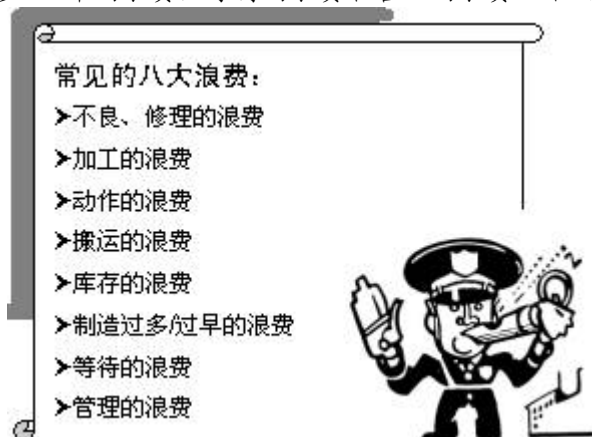 常见的八大浪费：
➤不良、修理的浪费
➤加工的浪费
➤动作的浪费
➤搬运的浪费
➤库存的浪费
➤制造过多/过早的浪费
➤等待的浪费
➤管理的浪费